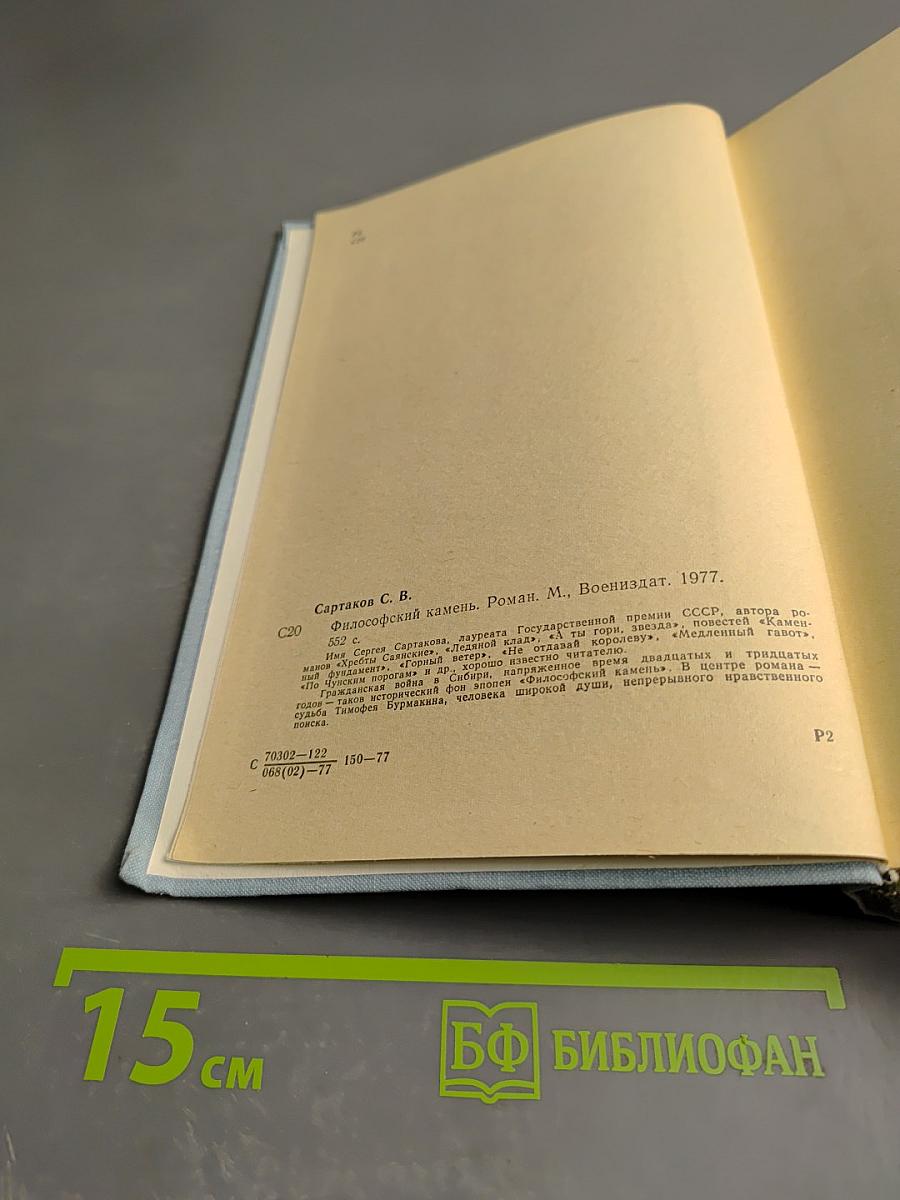 Р2
С20
Сартаков С. В.
С20
Философский камень. Роман. М., Воениздат. 1977.
552 с.
Имя Сергея Сартакова, лауреата Государственной премии СССР, автора ро-
манов «Хребты Саянские», «Ледяной клад», «А ты гори, звезда», повестей «Камен-
ный фундамент», «Горный ветер», «Не отдавай королеву», «Медленный гавот»,
«По Чунским порогам» и др., хорошо известно читателю.
Гражданская война в Сибири, напряженное время двадцатых и тридцатых
годов — таков исторический фон эпопеи «Философский камень». В центре романа —
судьба Тимофея Бурмакина, человека широкой души, непрерывного нравственного
поиска.
С 70302—122
068(02)—77 150—77
Р2
15 см
БФ БИБЛИОФАН